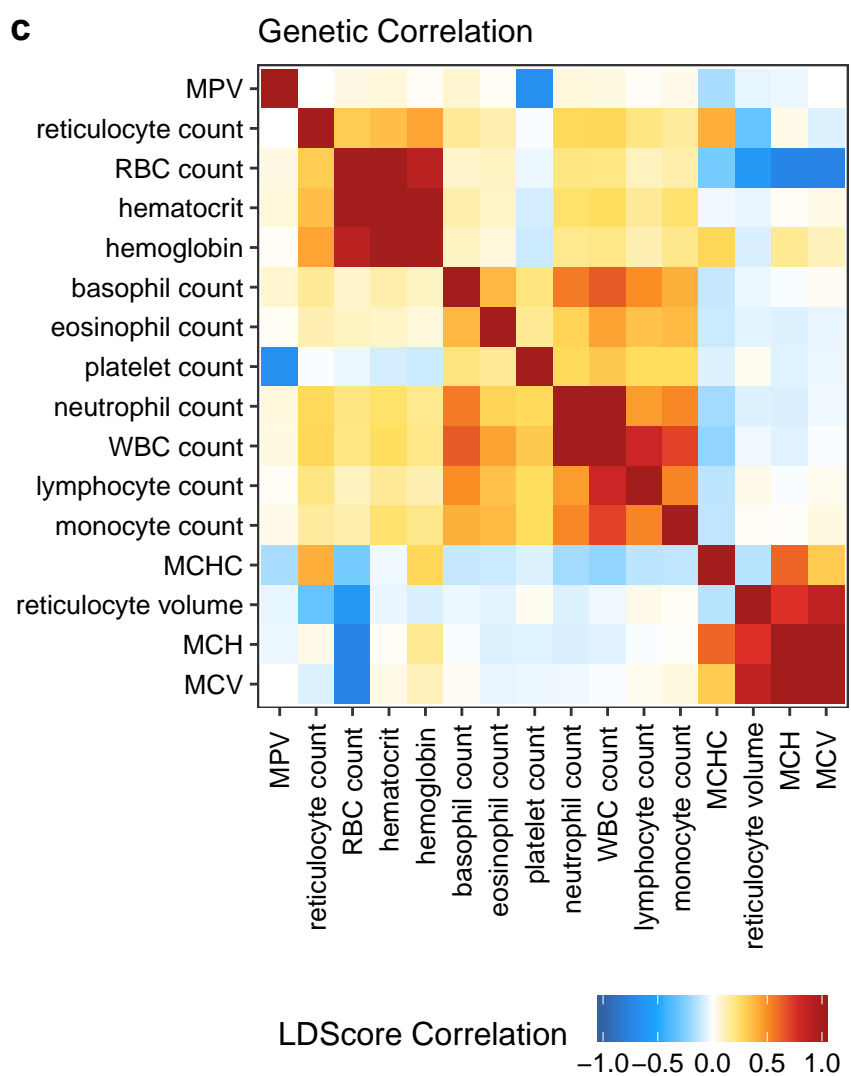 c
Genetic Correlation
MPV
reticulocyte count
RBC count
hematocrit
hemoglobin
basophil count
eosinophil count
platelet count
neutrophil count
WBC count
lymphocyte count
monocyte count
MCHC
reticulocyte volume
MCH
MCV
MPV
reticulocyte count
RBC count
hematocrit
hemoglobin
basophil count
eosinophil count
platelet count
neutrophil count
WBC count
lymphocyte count
monocyte count
MCHC
reticulocyte volume
MCH
MCV
LDScore Correlation
−1.0 −0.5 0.0 0.5 1.0